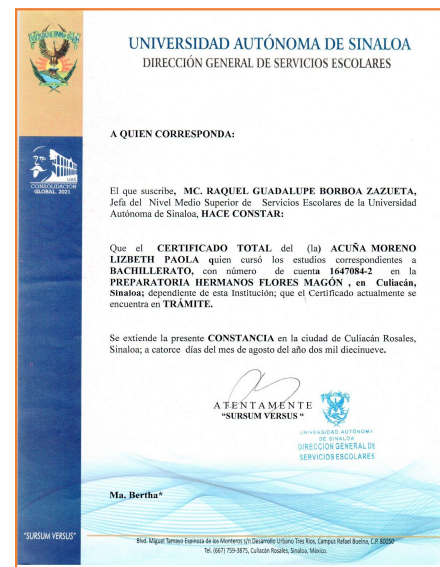 UNIVERSIDAD AUTÓNOMA DE SINALOA
DIRECCIÓN GENERAL DE SERVICIOS ESCOLARES
A QUIEN CORRESPONDA:
UAS
CONSOLIDACIÓN
GLOBAL 2021
El que suscribe, MC. RAQUEL GUADALUPE BORBOA ZAZUETA,
Jefa del Nivel Medio Superior de Servicios Escolares de la Universidad
Autónoma de Sinaloa, HACE CONSTAR:
Que el CERTIFICADO TOTAL del (la) ACUÑA MORENO
LIZBETH PAOLA quien cursó los estudios correspondientes a
BACHILLERATO, con número de cuenta 1647084-2 en la
PREPARATORIA HERMANOS FLORES MAGÓN , en Culiacán,
Sinaloa; dependiente de esta Institución; que el Certificado actualmente se
encuentra en TRÁMITE.
Se extiende la presente CONSTANCIA en la ciudad de Culiacán Rosales,
Sinaloa; a catorce días del mes de agosto del año dos mil diecinueve.
ATENTAMENTE
"SURSUM VERSUS "
UNIVERSIDAD AUTÓNOMA
DE SINALOA
DIRECCIÓN GENERAL DE
SERVICIOS ESCOLARES
Ma. Bertha*
"SURSUM VERSUS"
Blvd. Miguel Tamayo Espinoza de los Monteros s/n Desarrollo Urbano Tres Ríos, Campus Rafael Buelna, C.P. 80050
Tel. (667) 759-3875, Culiacán Rosales, Sinaloa, México.